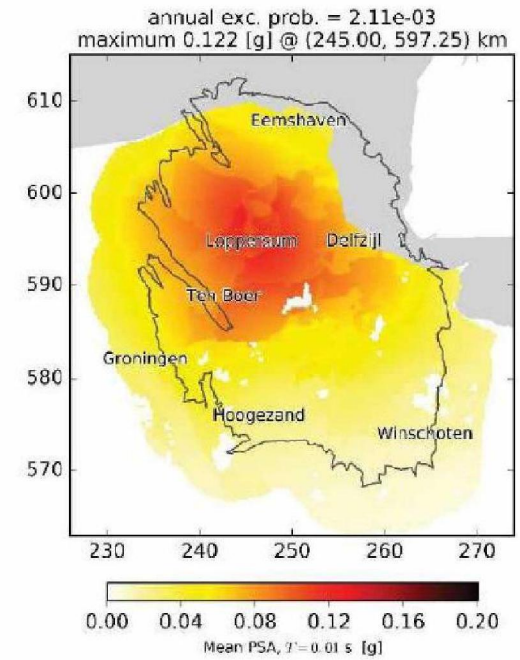 annual exc. prob. = 2.11e-03
maximum 0.122 [g] @ (245.00, 597.25) km
610
Eemshaven
600
Loppersum Delfzijl
590
Ten Boer
Groningen
580
Hoogezand
Winschoten
570
230 240 250 260 270
0.00 0.04 0.08 0.12 0.16 0.20
Mean PSA, T=0.01 s [g]